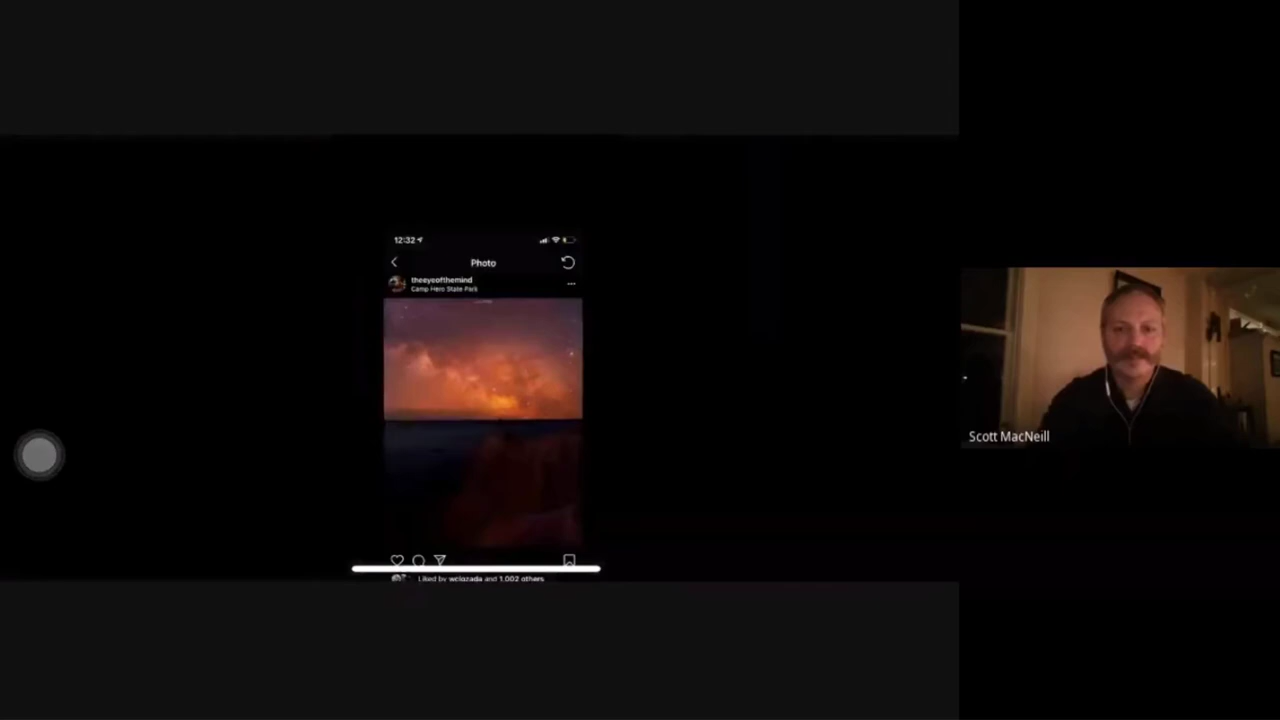 12:32
Photo
theeyeofthemind
Camp Hero State Park
Liked by wclozada and 1,002 others
Scott MacNeill